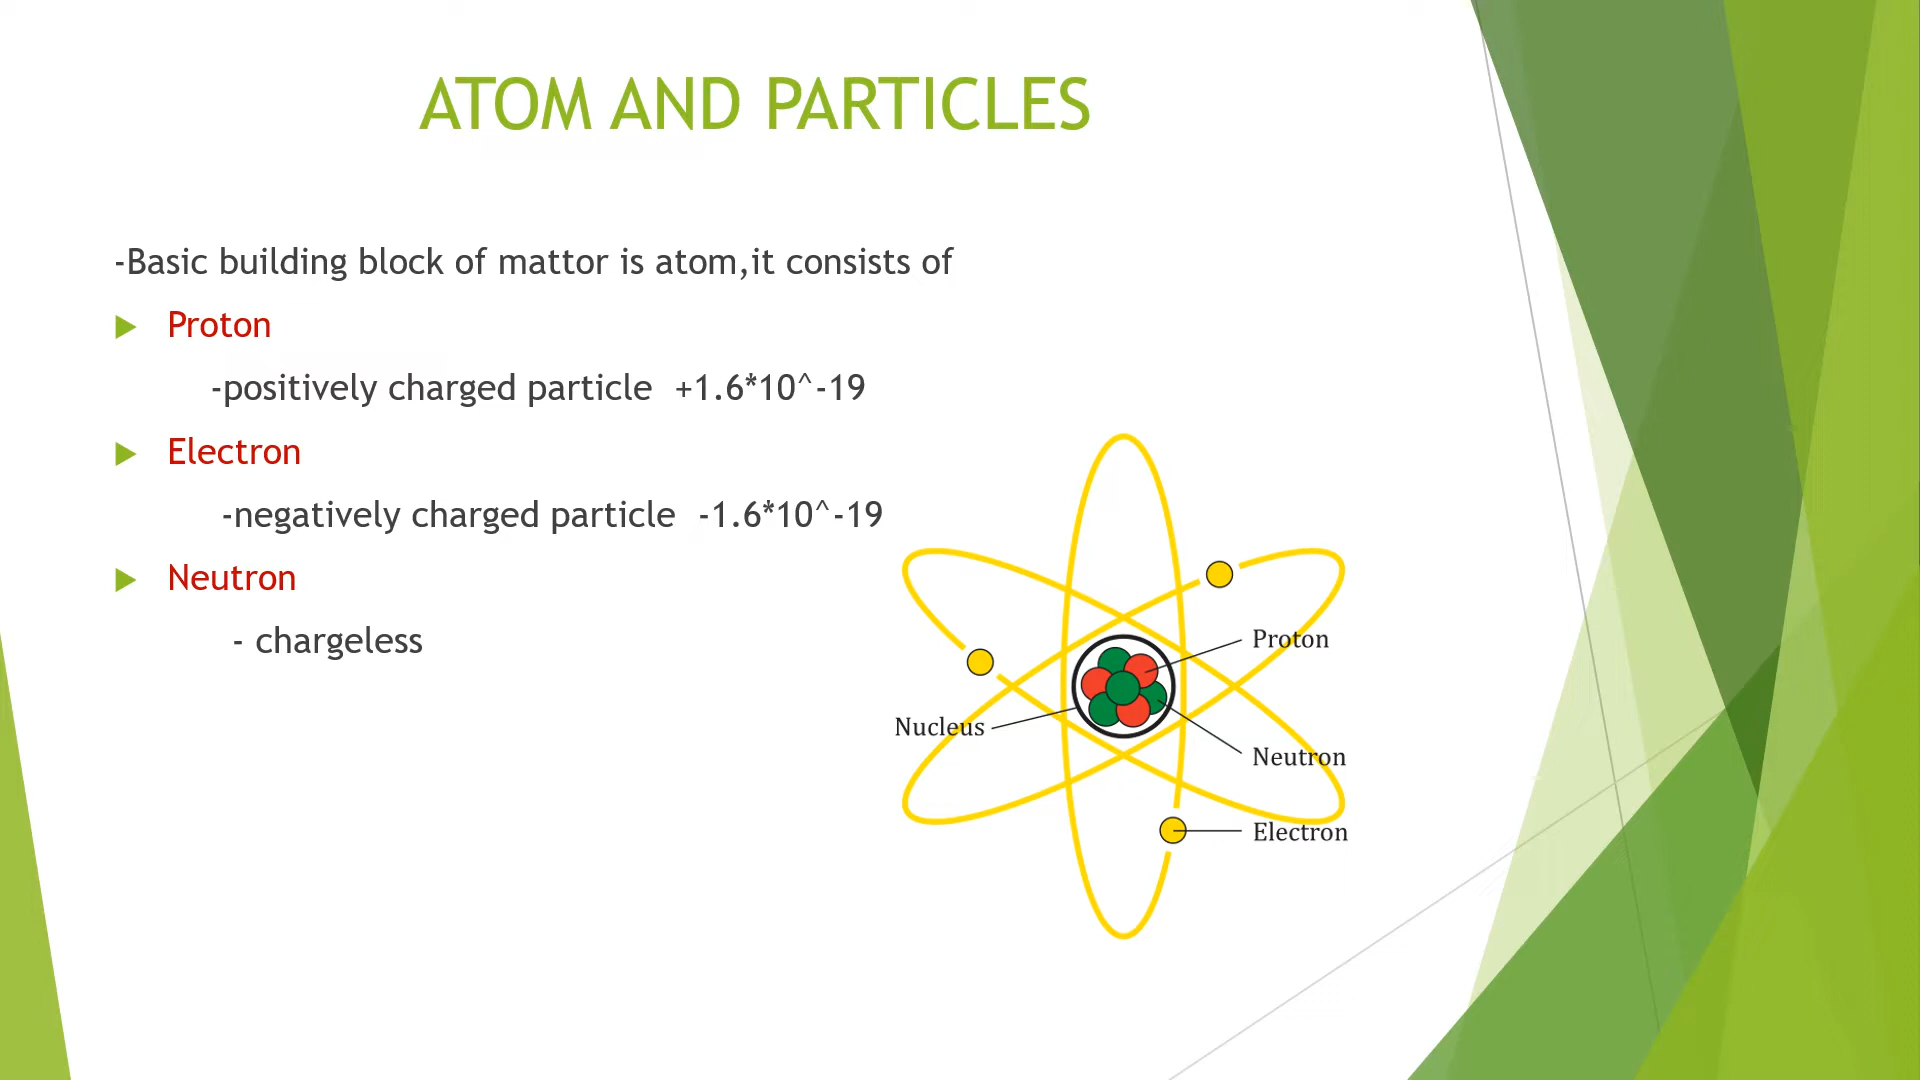 ATOM AND PARTICLES
-Basic building block of mattor is atom,it consists of
Proton
-positively charged particle +1.6*10^-19
Electron
-negatively charged particle -1.6*10^-19
Neutron
- chargeless
Proton
Nucleus
Neutron
Electron